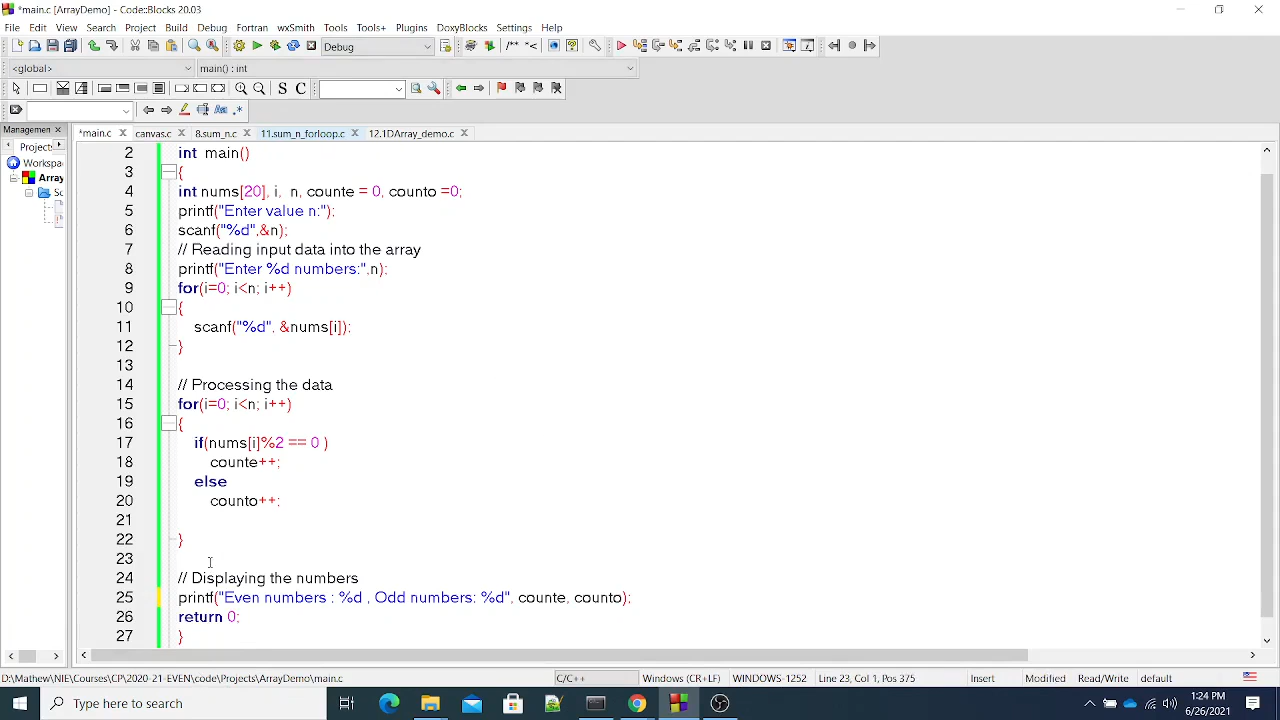 *main.c [ArrayDemo] - Code::Blocks 20.03
File Edit View Search Project Build Debug Fortran wxSmith Tools Tools+ Plugins DoxyBlocks Settings Help
Debug
/** *<
<global> main() : int
S C
Aa .*
Management *main.c canvas.c 8.sum_n.c 11.sum_n_forloop.c 12.1DArray_demo.c
Projects
Workspa
Array
So
2 int main()
3 {
4 int nums[20], i, n, counte = 0, counto =0;
5 printf("Enter value n:");
6 scanf("%d",&n);
7 // Reading input data into the array
8 printf("Enter %d numbers:",n);
9 for(i=0; i<n; i++)
10 {
11 scanf("%d", &nums[i]);
12 }
13
14 // Processing the data
15 for(i=0; i<n; i++)
16 {
17 if(nums[i]%2 == 0 )
18 counte++;
19 else
20 counto++;
21
22 }
23
24 // Displaying the numbers
25 printf("Even numbers : %d , Odd numbers: %d", counte, counto);
26 return 0;
27 }
D:\Mathew\NIE\Courses\CP\2020-21-EVEN\code\Projects\ArrayDemo\main.c C/C++ Windows (CR+LF) WINDOWS-1252 Line 23, Col 1, Pos 375 Insert Modified Read/Write default
Type here to search
1:24 PM
6/26/2021